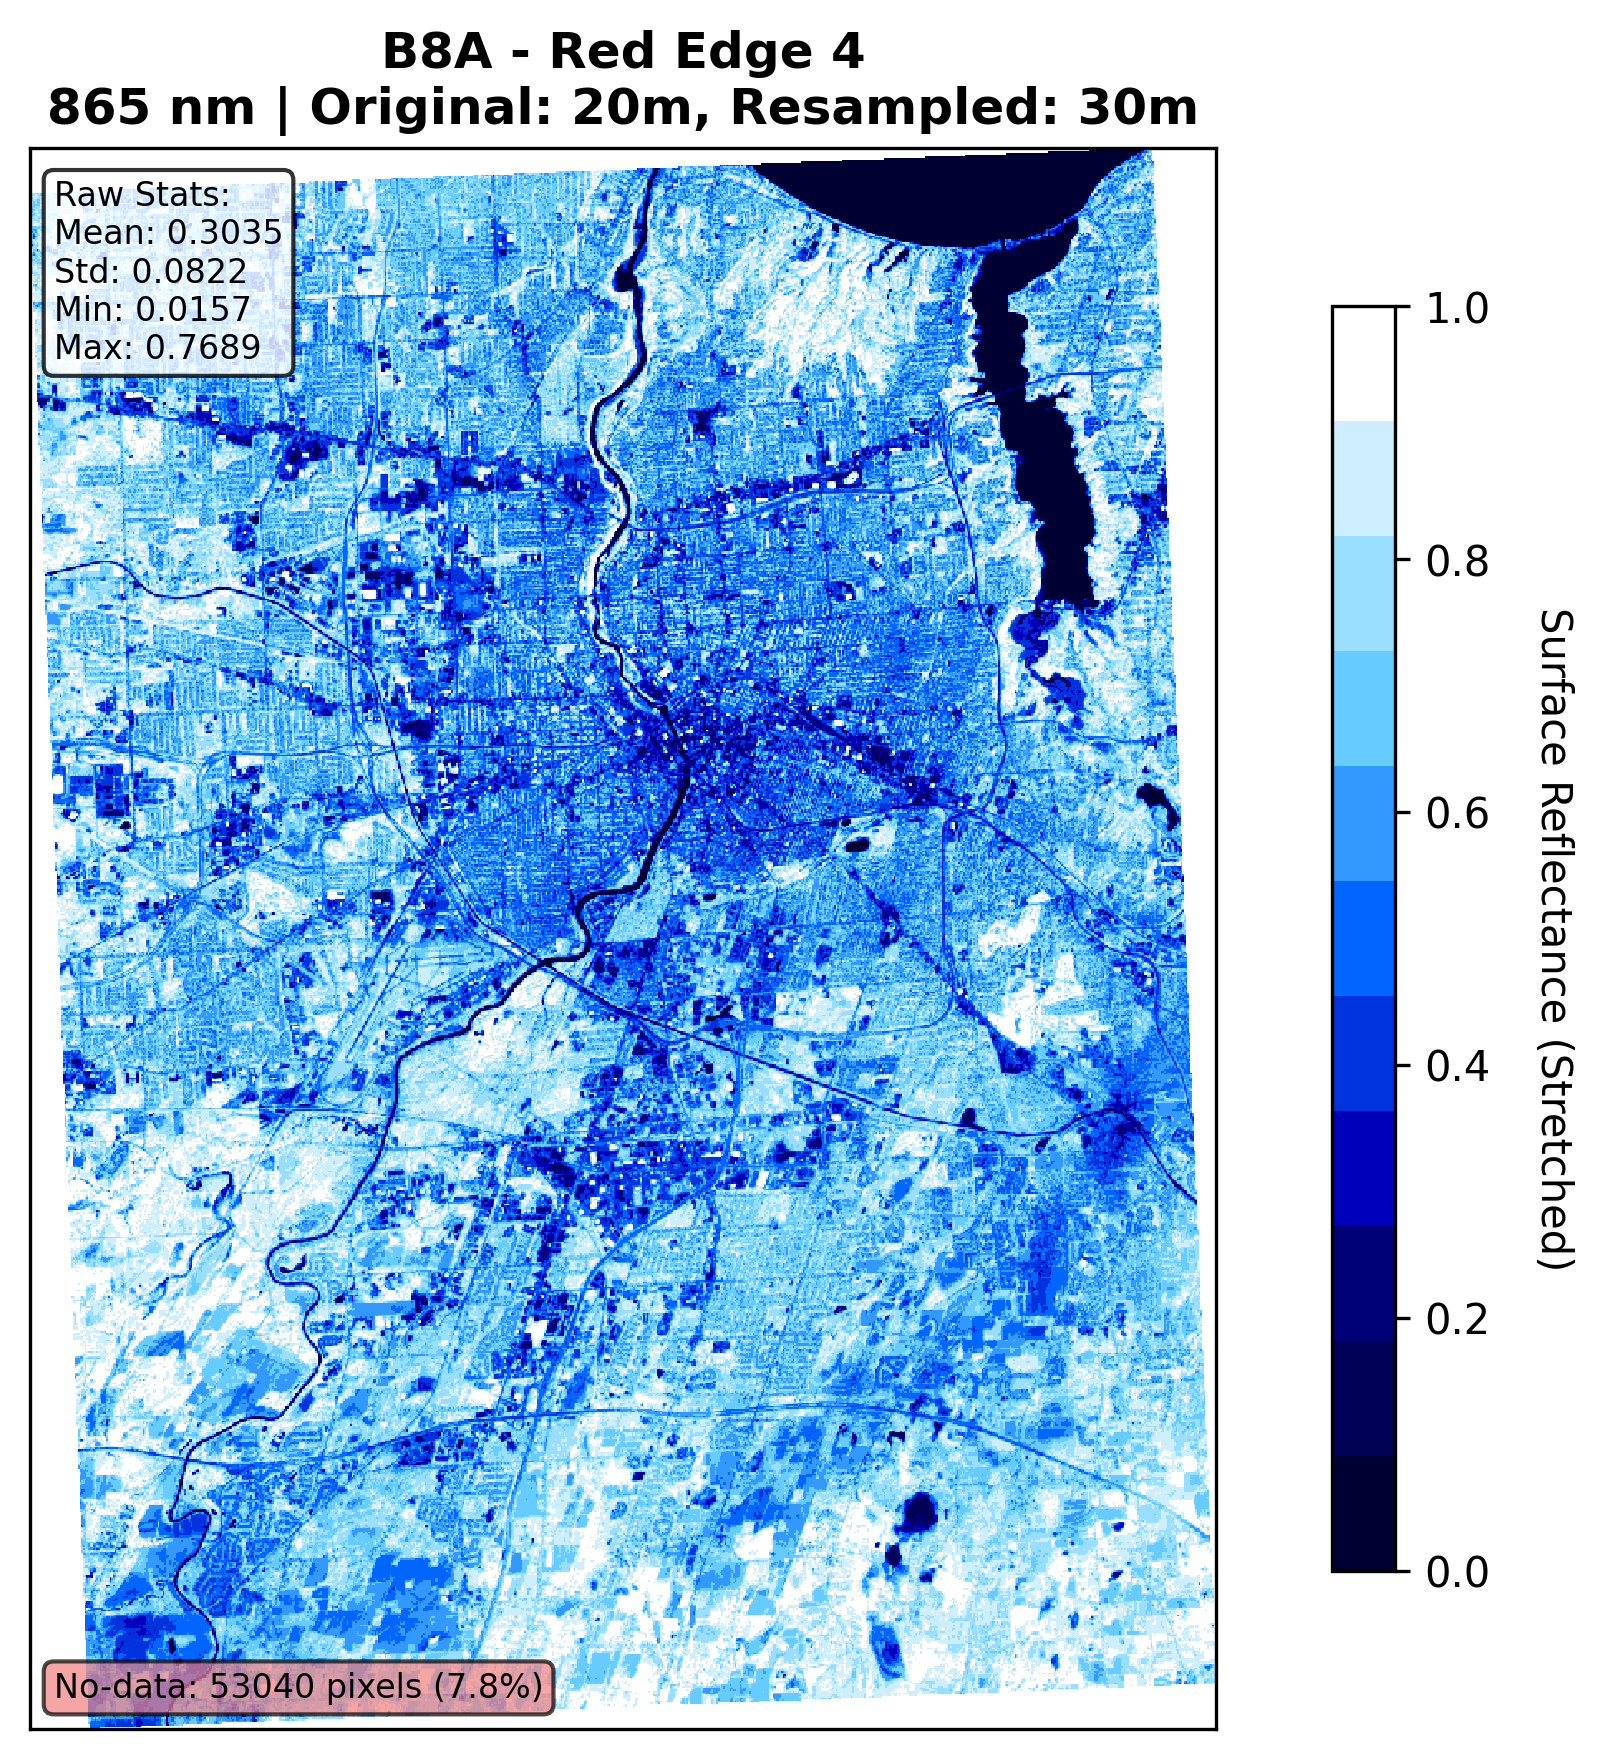 B8A - Red Edge 4
865 nm | Original: 20m, Resampled: 30m
Raw Stats:
Mean: 0.3035
Std: 0.0822
Min: 0.0157
Max: 0.7689
No-data: 53040 pixels (7.8%)
1.0
0.8
0.6
0.4
0.2
0.0
Surface Reflectance (Stretched)